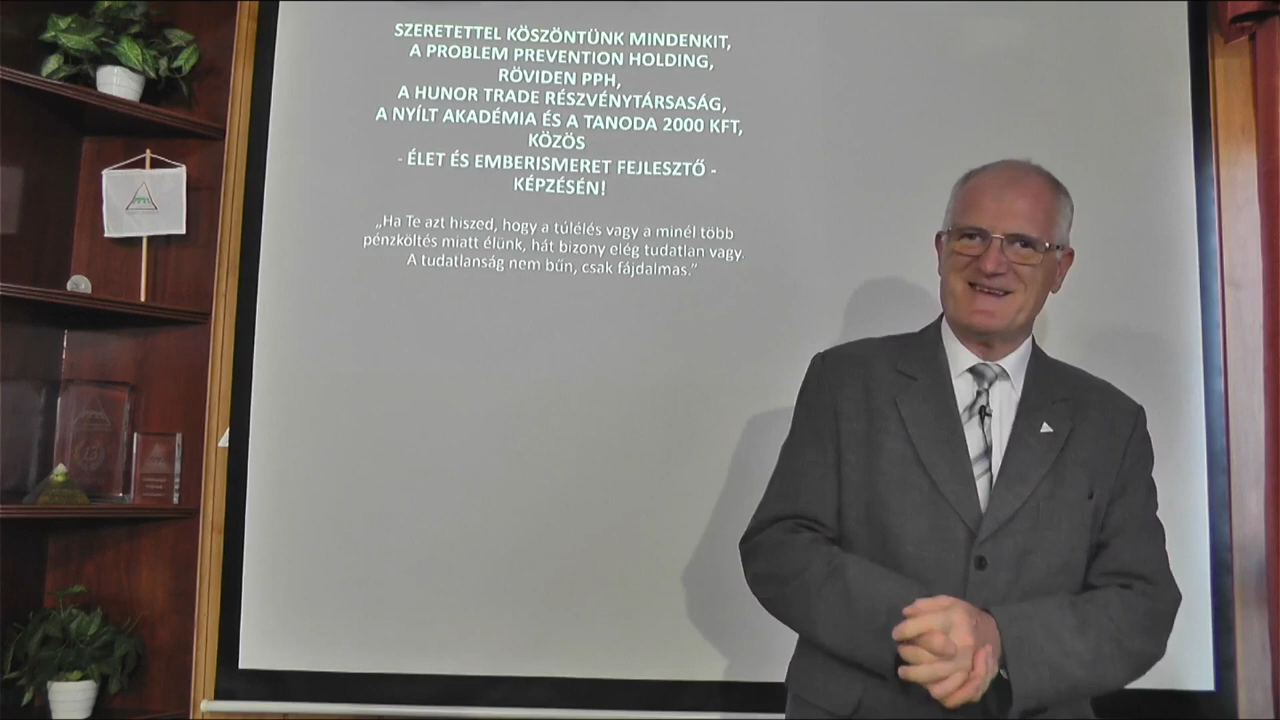 SZERETETTEL KÖSZÖNTÜNK MINDENKIT,
A PROBLEM PREVENTION HOLDING,
RÖVIDEN PPH,
A HUNOR TRADE RÉSZVÉNYTÁRSASÁG,
A NYÍLT AKADÉMIA ÉS A TANODA 2000 KFT,
KÖZÖS
- ÉLET ÉS EMBERISMERET FEJLESZTŐ -
KÉPZÉSÉN!
„Ha Te azt hiszed, hogy a túlélés vagy a minél több
pénzköltés miatt élünk, hát bizony elég tudatlan vagy.
A tudatlanság nem bűn, csak fájdalmas.”
13